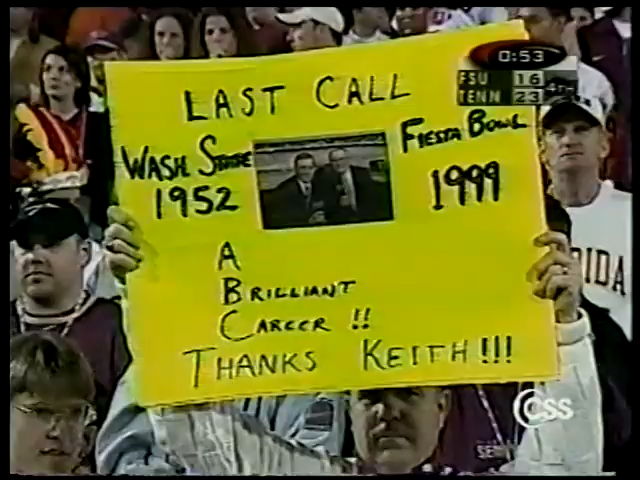 0:53
FSU 16
TENN 23
4TH
LAST CALL
WASH STATE
1952
FIESTA BOWL
1999
A
BRILLIANT
CAREER !!
THANKS KEITH!!!
IDA
CSS